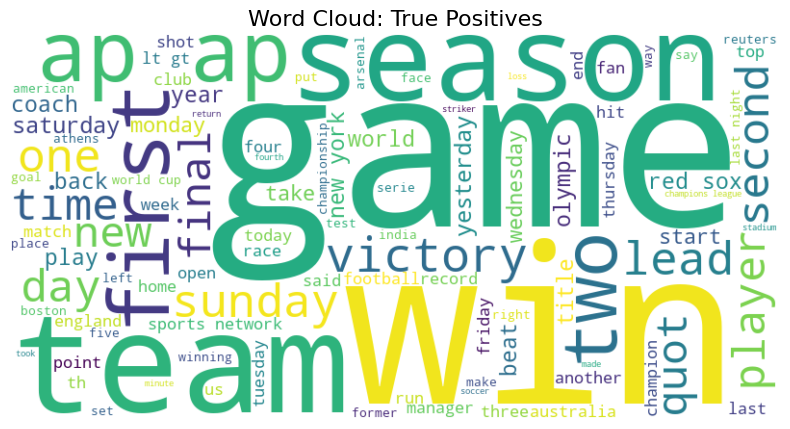 Word Cloud: True Positives
ap
ap
season
shot
lt gt
club
arsenal
put
face
end
fan
way
say
reuters
top
american
coach
year
saturday
monday
athens
return
first
game
striker
loss
hit
last night
second
one
goal
back
world cup
week
time
match
new
place
play
final
four
fourth
championship
new york
world
take
serie
test
yesterday
wednesday
olympic
thursday
red sox
champions league
stadium
start
today
race
india
victory
two
lead
player
day
left
open
home
said
football
record
title
boston
england
five
sports network
sunday
win
friday
right
beat
quot
team
took
point
th
winning
us
tuesday
minute
set
made
another
champion
make
soccer
run
former
manager
three
australia
last